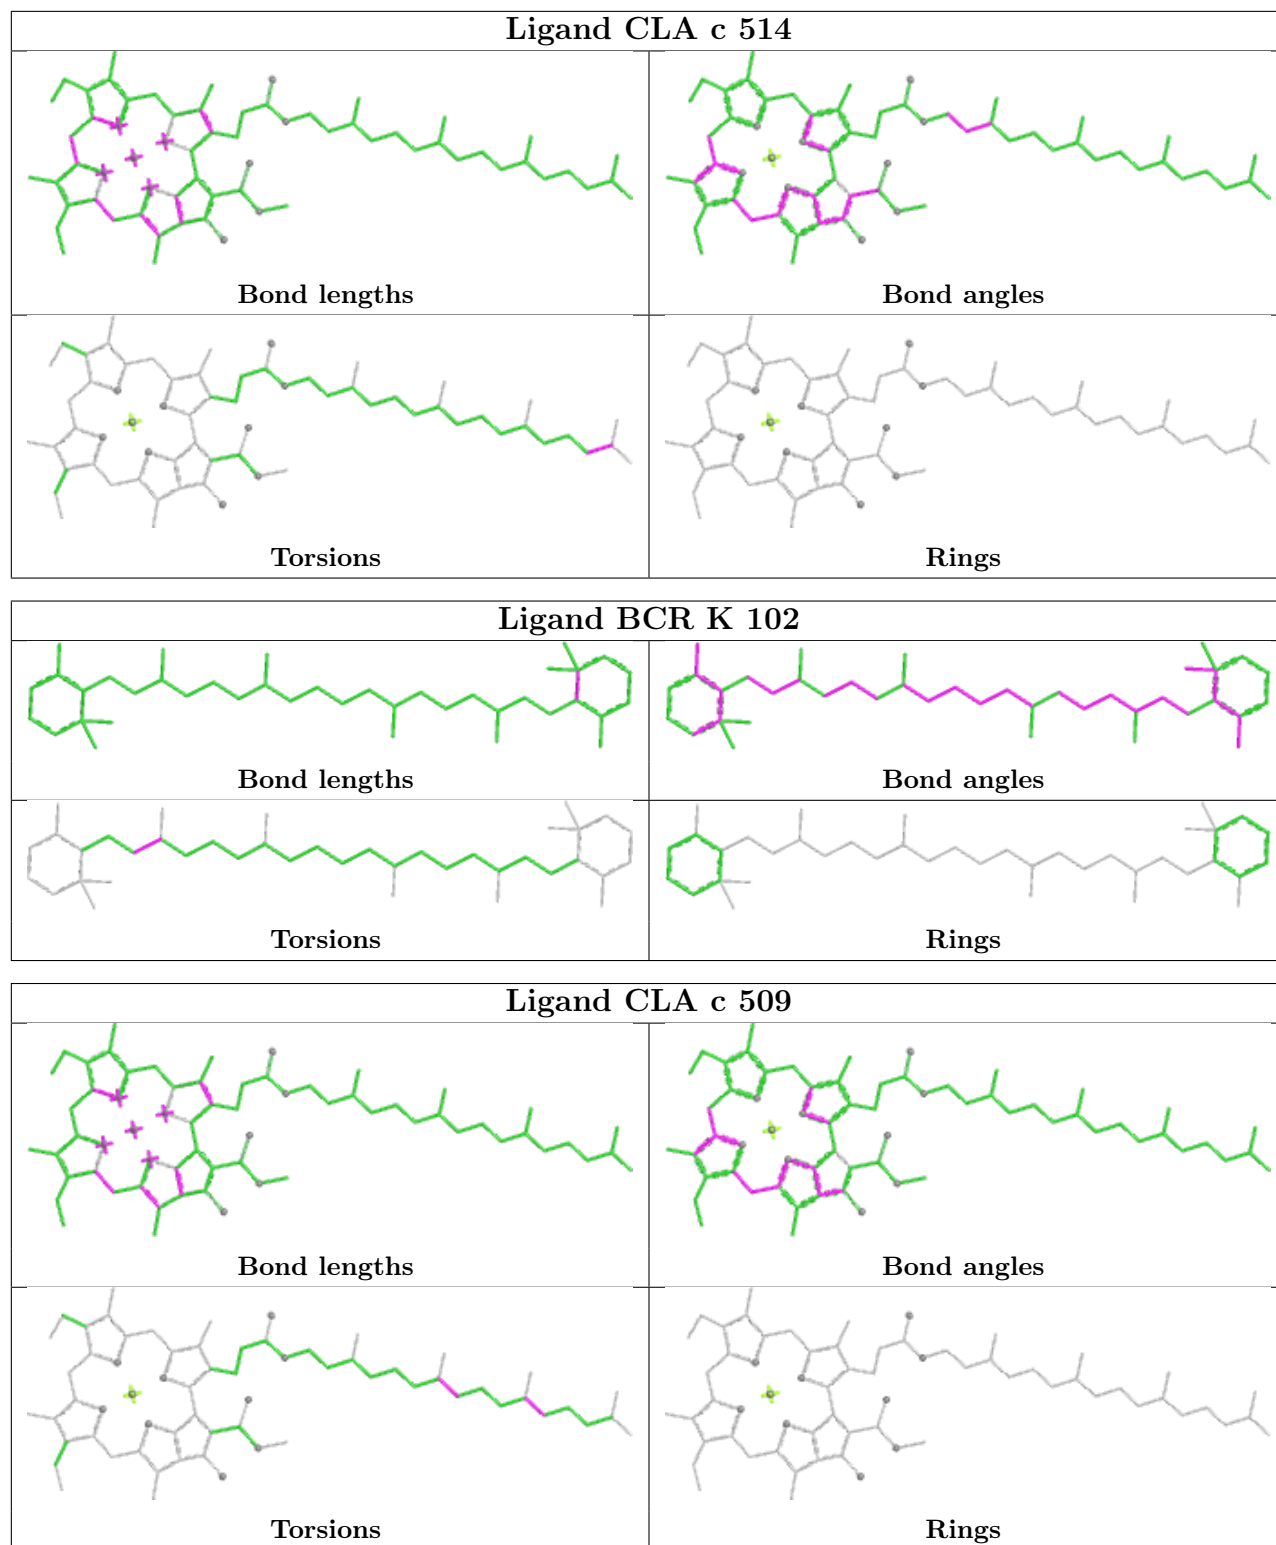 Ligand CLA c 514
Bond lengths
Bond angles
Torsions
Rings
Ligand BCR K 102
Bond lengths
Bond angles
Torsions
Rings
Ligand CLA c 509
Bond lengths
Bond angles
Torsions
Rings